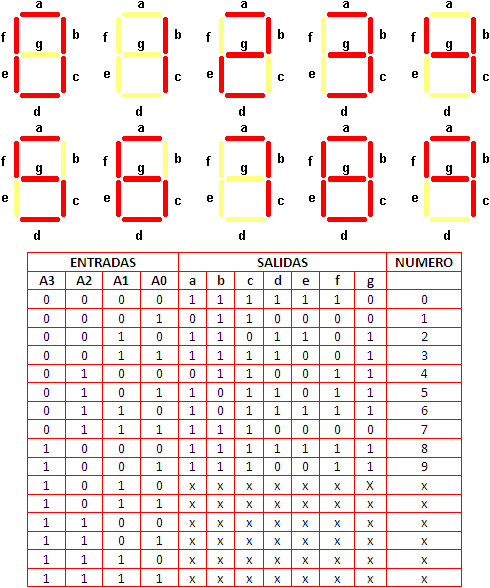 a a a a a
f g b f g b f g b f g b f g b
e c e c e c e c e c
d d d d d
a a a a a
f g b f g b f g b f g b f g b
e c e c e c e c e c
d d d d d
ENTRADAS SALIDAS NUMERO
A3 A2 A1 A0 a b c d e f g
0 0 0 0 1 1 1 1 1 1 0 0
0 0 0 1 0 1 1 0 0 0 0 1
0 0 1 0 1 1 0 1 1 0 1 2
0 0 1 1 1 1 1 1 0 0 1 3
0 1 0 0 0 1 1 0 0 1 1 4
0 1 0 1 1 0 1 1 0 1 1 5
0 1 1 0 1 0 1 1 1 1 1 6
0 1 1 1 1 1 1 0 0 0 0 7
1 0 0 0 1 1 1 1 1 1 1 8
1 0 0 1 1 1 1 0 0 1 1 9
1 0 1 0 x x x x x x X x
1 0 1 1 x x x x x x x x
1 1 0 0 x x x x x x x x
1 1 0 1 x x x x x x x x
1 1 1 0 x x x x x x x x
1 1 1 1 x x x x x x x x